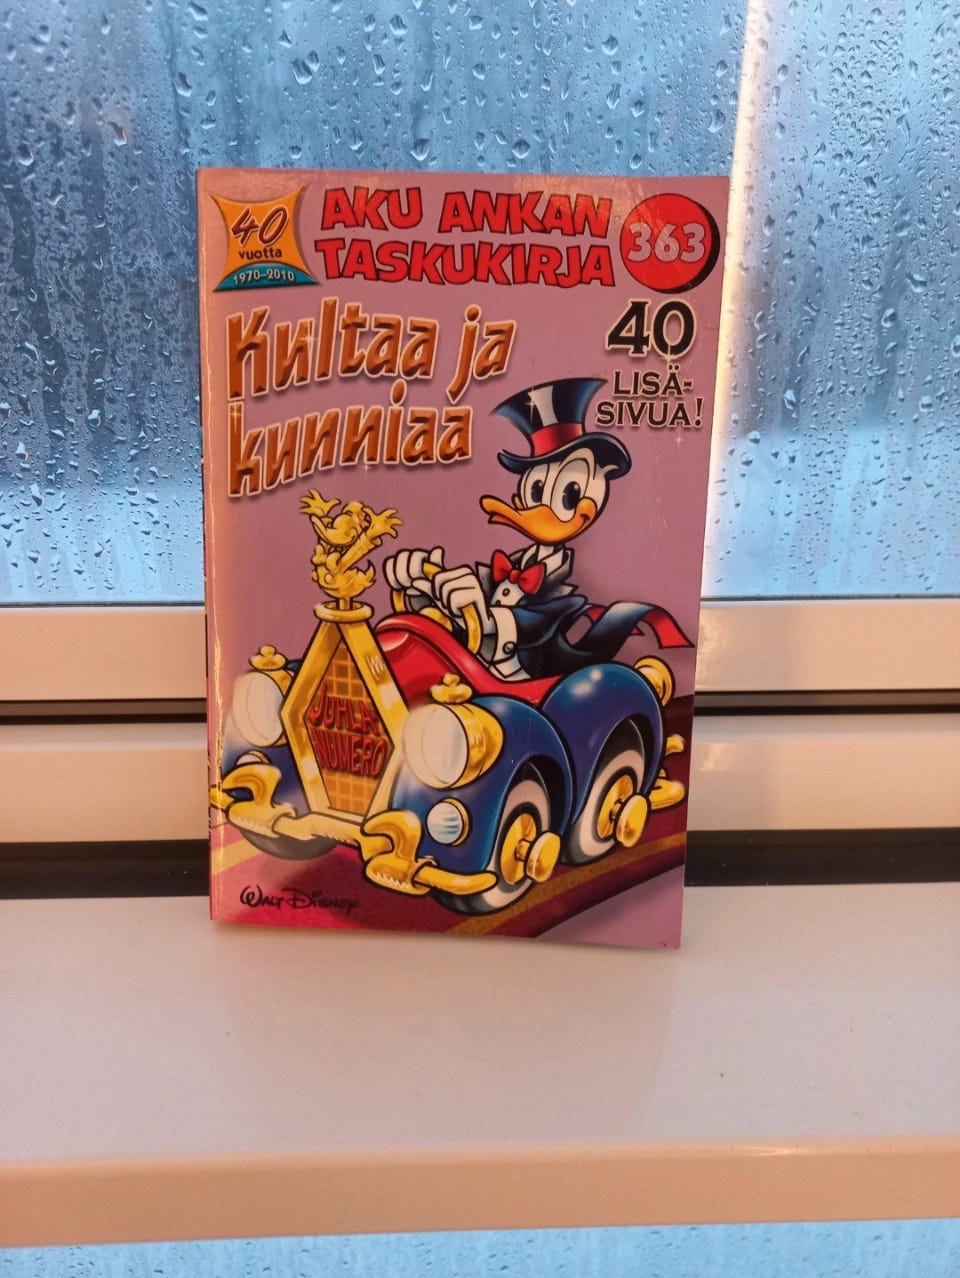 40
vuotta
1970-2010
AKU ANKAN
TASKUKIRJA
363
Kultaa ja
kunniaa
40
LISÄ-
SIVUA!
JUHLA
NUMERO
WALT DISNEY